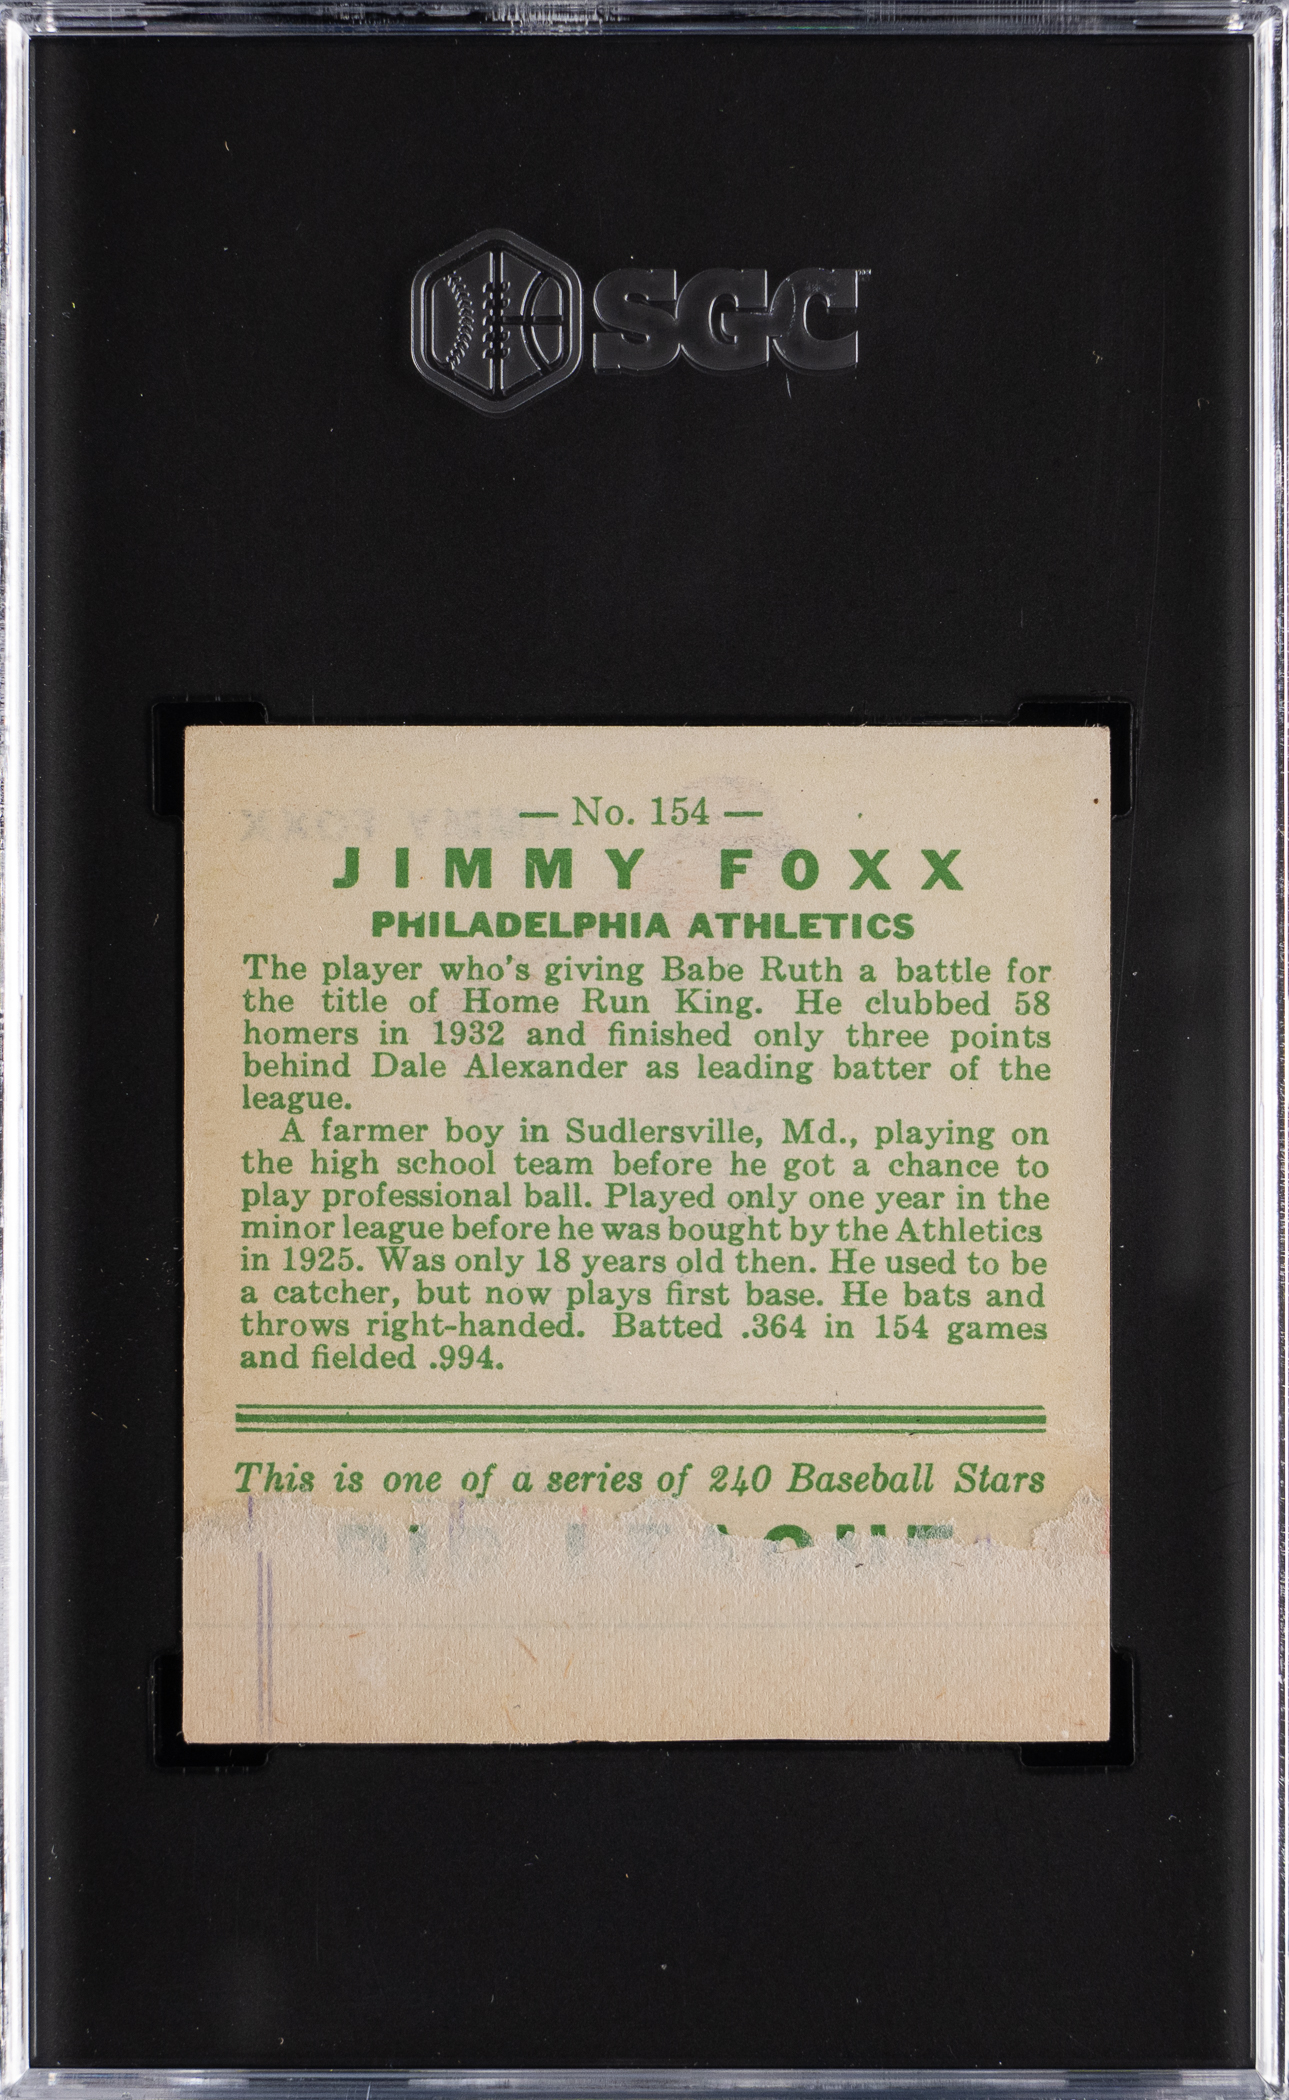 SGC
— No. 154 —
JIMMY FOXX
PHILADELPHIA ATHLETICS
The player who's giving Babe Ruth a battle for
the title of Home Run King. He clubbed 58
homers in 1932 and finished only three points
behind Dale Alexander as leading batter of the
league.
A farmer boy in Sudlersville, Md., playing on
the high school team before he got a chance to
play professional ball. Played only one year in the
minor league before he was bought by the Athletics
in 1925. Was only 18 years old then. He used to be
a catcher, but now plays first base. He bats and
throws right-handed. Batted .364 in 154 games
and fielded .994.
This is one of a series of 240 Baseball Stars